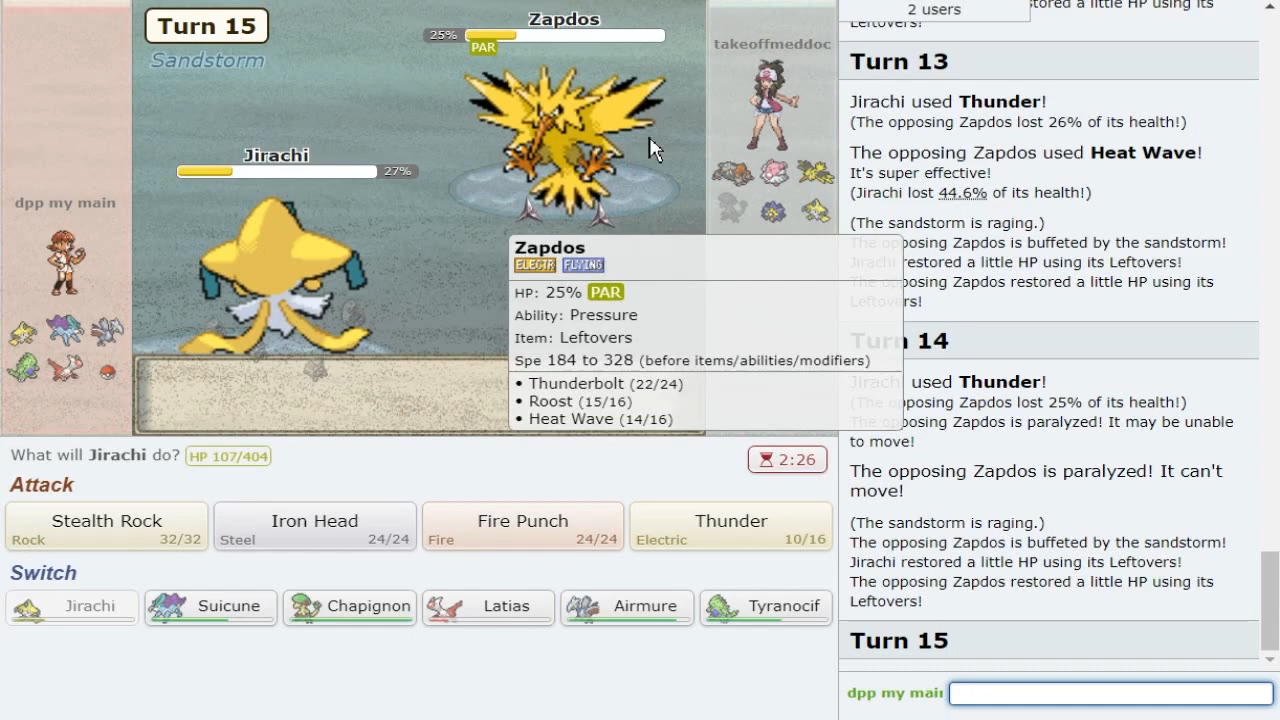 Turn 15
Sandstorm
Zapdos
25%
PAR
Jirachi
27%
dpp my main
takeoffmeddoc
Zapdos
ELECTR FLYING
HP: 25% PAR
Ability: Pressure
Item: Leftovers
Spe 184 to 328 (before items/abilities/modifiers)
• Thunderbolt (22/24)
• Roost (15/16)
• Heat Wave (14/16)
What will Jirachi do? HP 107/404
2:26
Attack
Stealth Rock
Rock 32/32
Iron Head
Steel 24/24
Fire Punch
Fire 24/24
Thunder
Electric 10/16
Switch
Jirachi
Suicune
Chapignon
Latias
Airmure
Tyranocif
2 users
tored a little HP using its
Leftovers!
Turn 13
Jirachi used Thunder!
(The opposing Zapdos lost 26% of its health!)
The opposing Zapdos used Heat Wave!
It's super effective!
(Jirachi lost 44.6% of its health!)
(The sandstorm is raging.)
The opposing Zapdos is buffeted by the sandstorm!
Jirachi restored a little HP using its Leftovers!
The opposing Zapdos restored a little HP using its
Leftovers!
Turn 14
Jirachi used Thunder!
(The opposing Zapdos lost 25% of its health!)
The opposing Zapdos is paralyzed! It may be unable
to move!
The opposing Zapdos is paralyzed! It can't
move!
(The sandstorm is raging.)
The opposing Zapdos is buffeted by the sandstorm!
Jirachi restored a little HP using its Leftovers!
The opposing Zapdos restored a little HP using its
Leftovers!
Turn 15
dpp my mai